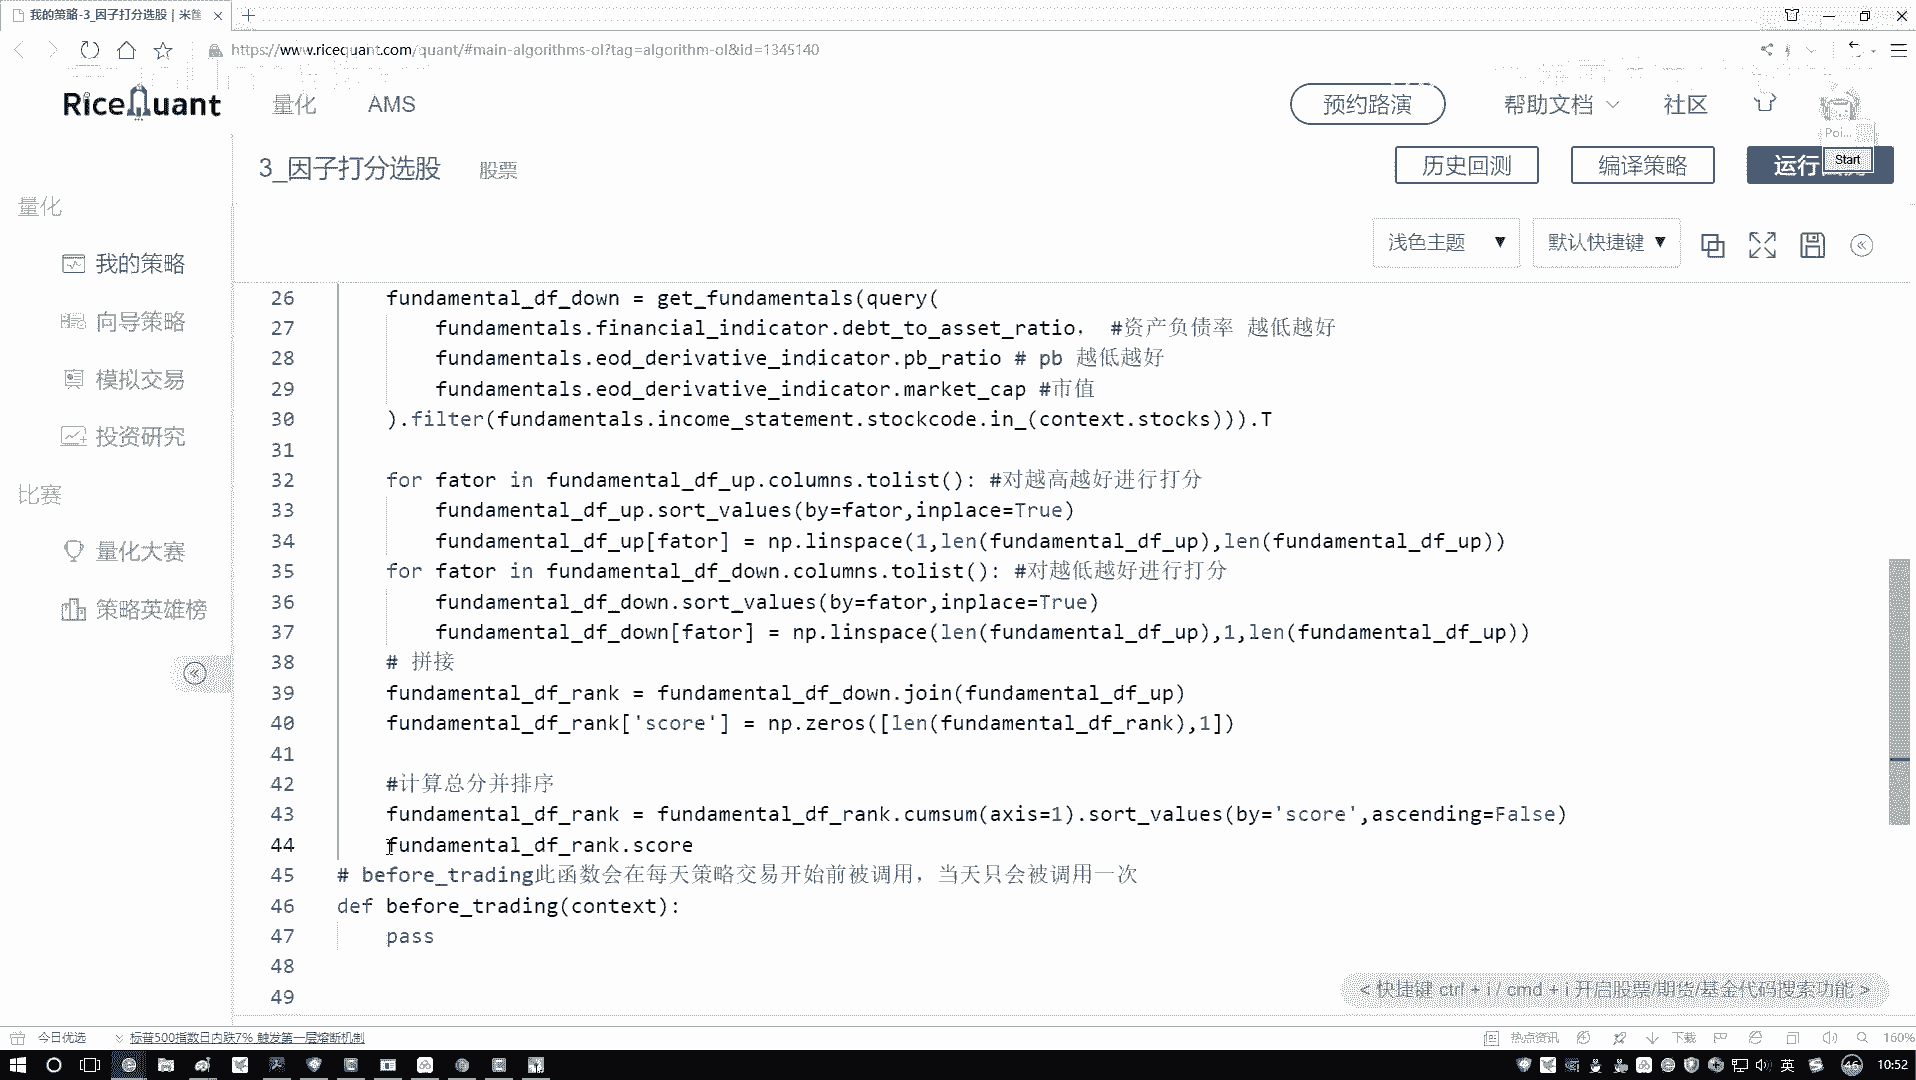 我的策略-3_因子打分选股 | 米筐
https://www.ricequant.com/quant/#main-algorithms-ol?tag=algorithm-ol&id=1345140
RiceQuant
量化
AMS
预约路演
帮助文档
社区
Poi...
Start
3_因子打分选股
股票
历史回测
编译策略
运行
浅色主题
默认快捷键
量化
我的策略
向导策略
模拟交易
投资研究
比赛
量化大赛
策略英雄榜
26 fundamental_df_down = get_fundamentals(query(
27 fundamentals.financial_indicator.debt_to_asset_ratio， #资产负债率 越低越好
28 fundamentals.eod_derivative_indicator.pb_ratio # pb 越低越好
29 fundamentals.eod_derivative_indicator.market_cap #市值
30 ).filter(fundamentals.income_statement.stockcode.in_(context.stocks))).T
31
32 for fator in fundamental_df_up.columns.tolist(): #对越高越好进行打分
33 fundamental_df_up.sort_values(by=fator,inplace=True)
34 fundamental_df_up[fator] = np.linspace(1,len(fundamental_df_up),len(fundamental_df_up))
35 for fator in fundamental_df_down.columns.tolist(): #对越低越好进行打分
36 fundamental_df_down.sort_values(by=fator,inplace=True)
37 fundamental_df_down[fator] = np.linspace(len(fundamental_df_up),1,len(fundamental_df_up))
38 # 拼接
39 fundamental_df_rank = fundamental_df_down.join(fundamental_df_up)
40 fundamental_df_rank['score'] = np.zeros([len(fundamental_df_rank),1])
41
42 #计算总分并排序
43 fundamental_df_rank = fundamental_df_rank.cumsum(axis=1).sort_values(by='score',ascending=False)
44 fundamental_df_rank.score
45 # before_trading此函数会在每天策略交易开始前被调用，当天只会被调用一次
46 def before_trading(context):
47 pass
48
49
< 快捷键 ctrl + i / cmd + i 开启股票/期货/基金代码搜索功能 >
今日优选
标普500指数日内跌7% 触发第一层熔断机制
热点资讯
下载
160%
英
46
10:52